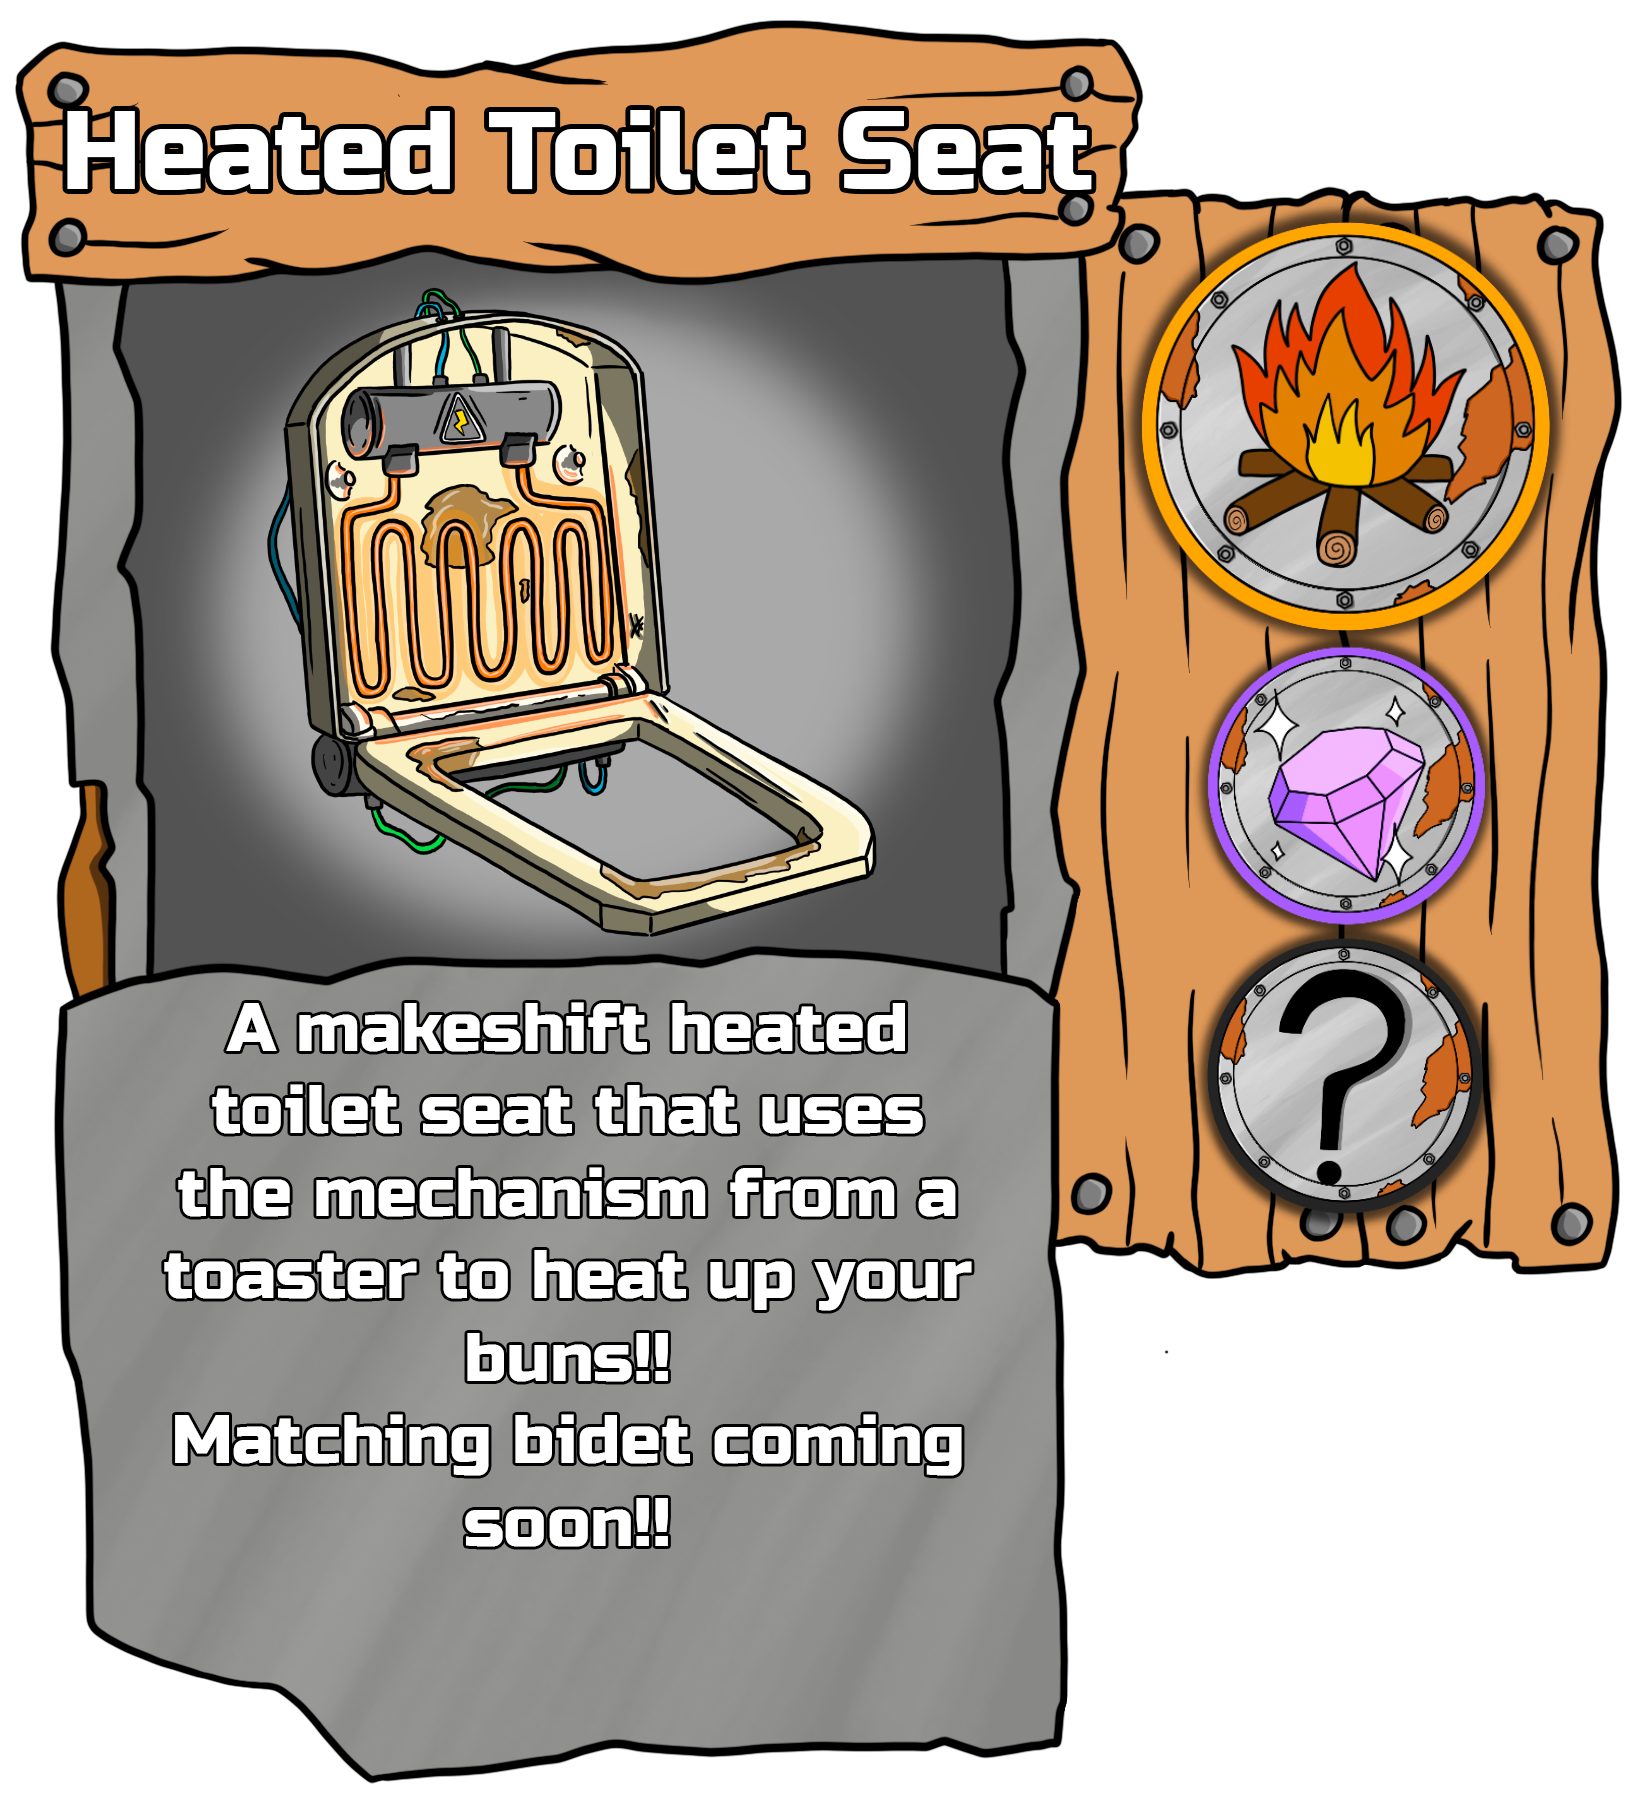 Heated Toilet Seat
A makeshift heated
toilet seat that uses
the mechanism from a
toaster to heat up your
buns!!
Matching bidet coming
soon!!
?